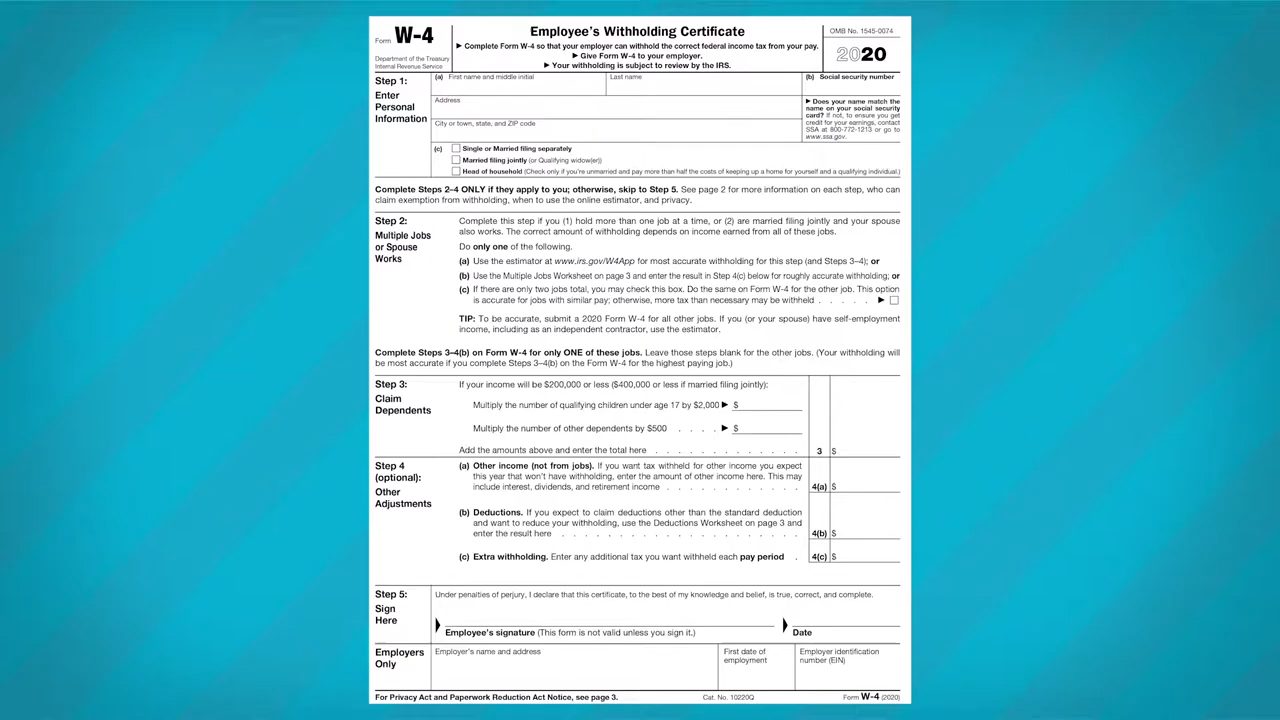 Form W-4
Department of the Treasury
Internal Revenue Service
Employee's Withholding Certificate
▶ Complete Form W-4 so that your employer can withhold the correct federal income tax from your pay.
▶ Give Form W-4 to your employer.
▶ Your withholding is subject to review by the IRS.
OMB No. 1545-0074
2020
Step 1:
Enter
Personal
Information
(a) First name and middle initial
Last name
(b) Social security number
Address
City or town, state, and ZIP code
▶ Does your name match the
name on your social security
card? If not, to ensure you get
credit for your earnings, contact
SSA at 800-772-1213 or go to
www.ssa.gov.
(c) Single or Married filing separately
Married filing jointly (or Qualifying widow(er))
Head of household (Check only if you're unmarried and pay more than half the costs of keeping up a home for yourself and a qualifying individual.)
Complete Steps 2–4 ONLY if they apply to you; otherwise, skip to Step 5. See page 2 for more information on each step, who can
claim exemption from withholding, when to use the online estimator, and privacy.
Step 2:
Multiple Jobs
or Spouse
Works
Complete this step if you (1) hold more than one job at a time, or (2) are married filing jointly and your spouse
also works. The correct amount of withholding depends on income earned from all of these jobs.
Do only one of the following.
(a) Use the estimator at www.irs.gov/W4App for most accurate withholding for this step (and Steps 3–4); or
(b) Use the Multiple Jobs Worksheet on page 3 and enter the result in Step 4(c) below for roughly accurate withholding; or
(c) If there are only two jobs total, you may check this box. Do the same on Form W-4 for the other job. This option
is accurate for jobs with similar pay; otherwise, more tax than necessary may be withheld . . . . . ▶
TIP: To be accurate, submit a 2020 Form W-4 for all other jobs. If you (or your spouse) have self-employment
income, including as an independent contractor, use the estimator.
Complete Steps 3–4(b) on Form W-4 for only ONE of these jobs. Leave those steps blank for the other jobs. (Your withholding will
be most accurate if you complete Steps 3–4(b) on the Form W-4 for the highest paying job.)
Step 3:
Claim
Dependents
If your income will be $200,000 or less ($400,000 or less if married filing jointly):
Multiply the number of qualifying children under age 17 by $2,000 ▶ $
Multiply the number of other dependents by $500 . . . . ▶ $
Add the amounts above and enter the total here . . . . . . . . . . . . . 3 $
Step 4
(optional):
Other
Adjustments
(a) Other income (not from jobs). If you want tax withheld for other income you expect
this year that won't have withholding, enter the amount of other income here. This may
include interest, dividends, and retirement income . . . . . . . . . . . . 4(a) $
(b) Deductions. If you expect to claim deductions other than the standard deduction
and want to reduce your withholding, use the Deductions Worksheet on page 3 and
enter the result here . . . . . . . . . . . . . . . . . . . . . 4(b) $
(c) Extra withholding. Enter any additional tax you want withheld each pay period . 4(c) $
Step 5:
Sign
Here
Under penalties of perjury, I declare that this certificate, to the best of my knowledge and belief, is true, correct, and complete.
Employee's signature (This form is not valid unless you sign it.)
Date
Employers
Only
Employer's name and address
First date of
employment
Employer identification
number (EIN)
For Privacy Act and Paperwork Reduction Act Notice, see page 3.
Cat. No. 10220Q
Form W-4 (2020)